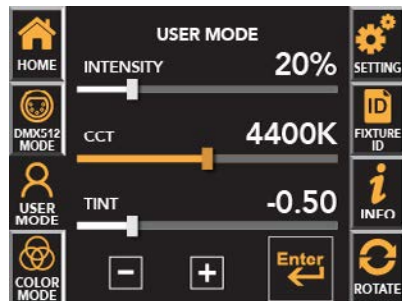 USER MODE
HOME
INTENSITY 20%
SETTING
DMX512
MODE
CCT 4400K
ID
FIXTURE
ID
USER
MODE
TINT -0.50
i
INFO
COLOR
MODE
- +
Enter
ROTATE